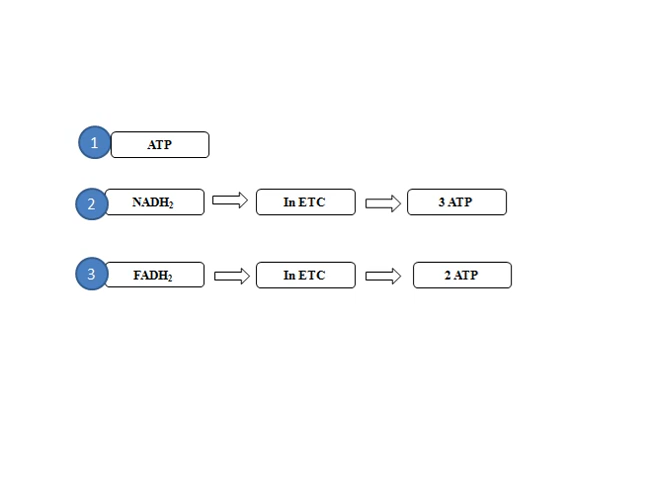 1 ATP
2 NADH₂ In ETC 3 ATP
3 FADH₂ In ETC 2 ATP